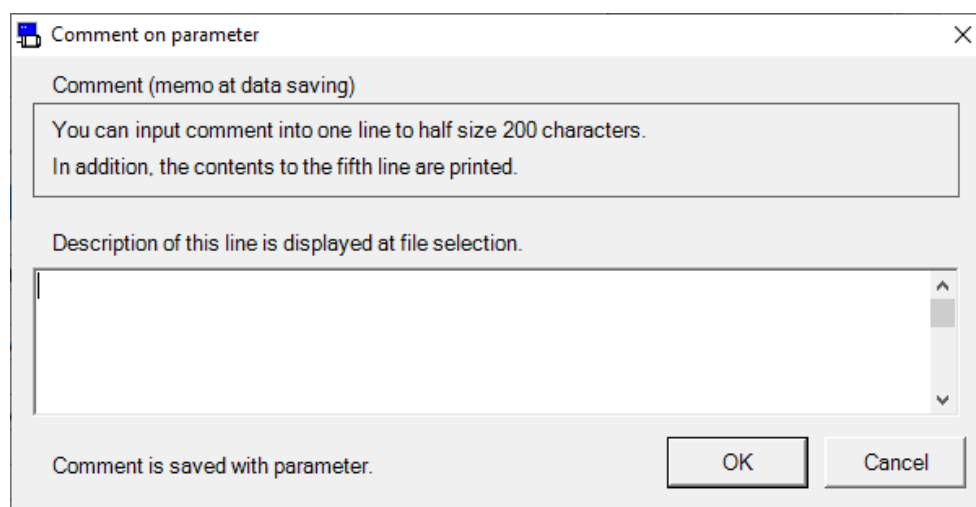 Comment on parameter
Comment (memo at data saving)
You can input comment into one line to half size 200 characters.
In addition, the contents to the fifth line are printed.
Description of this line is displayed at file selection.
Comment is saved with parameter.
OK
Cancel